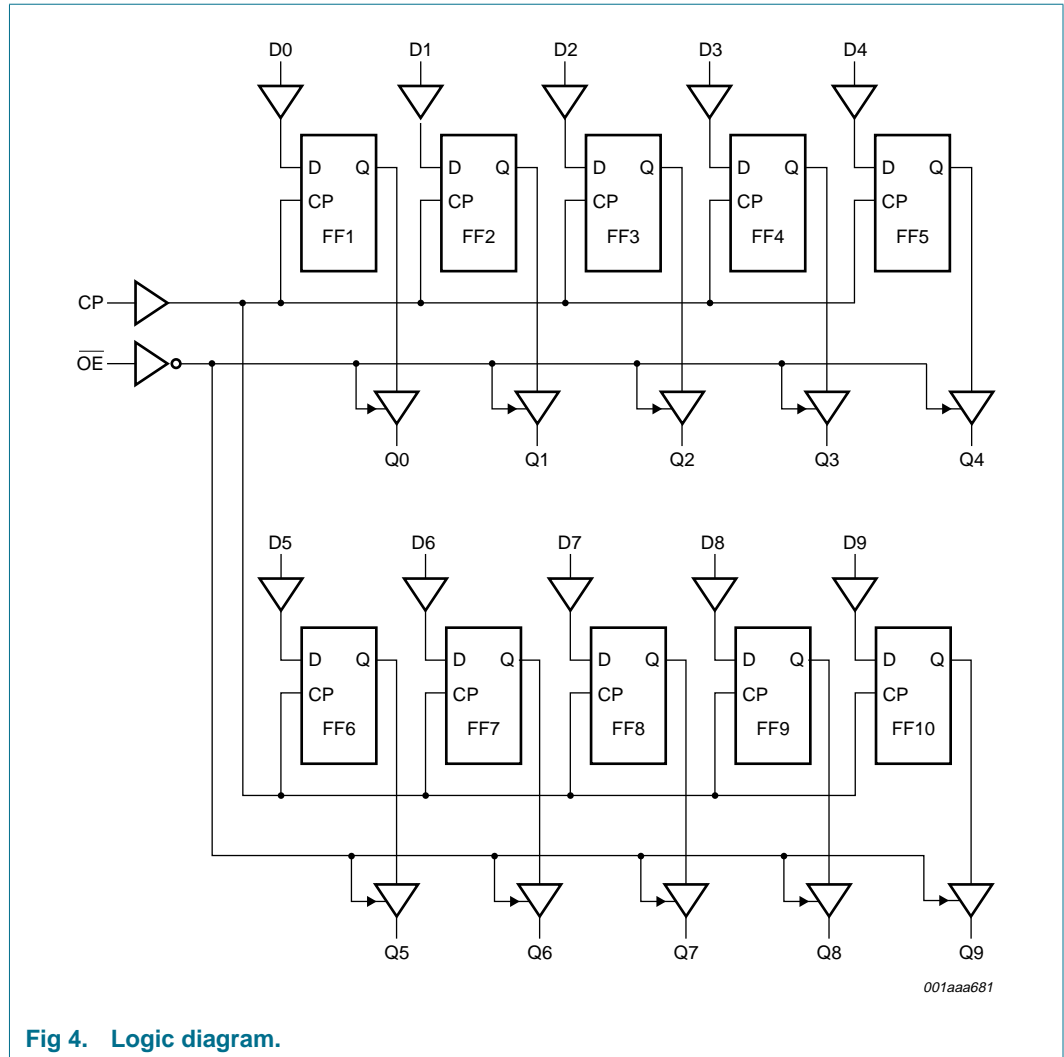 D0 D1 D2 D3 D4
D Q D Q D Q D Q D Q
CP CP CP CP CP
FF1 FF2 FF3 FF4 FF5
CP
OE
Q0 Q1 Q2 Q3 Q4
D5 D6 D7 D8 D9
D Q D Q D Q D Q D Q
CP CP CP CP CP
FF6 FF7 FF8 FF9 FF10
Q5 Q6 Q7 Q8 Q9
001aaa681
Fig 4. Logic diagram.